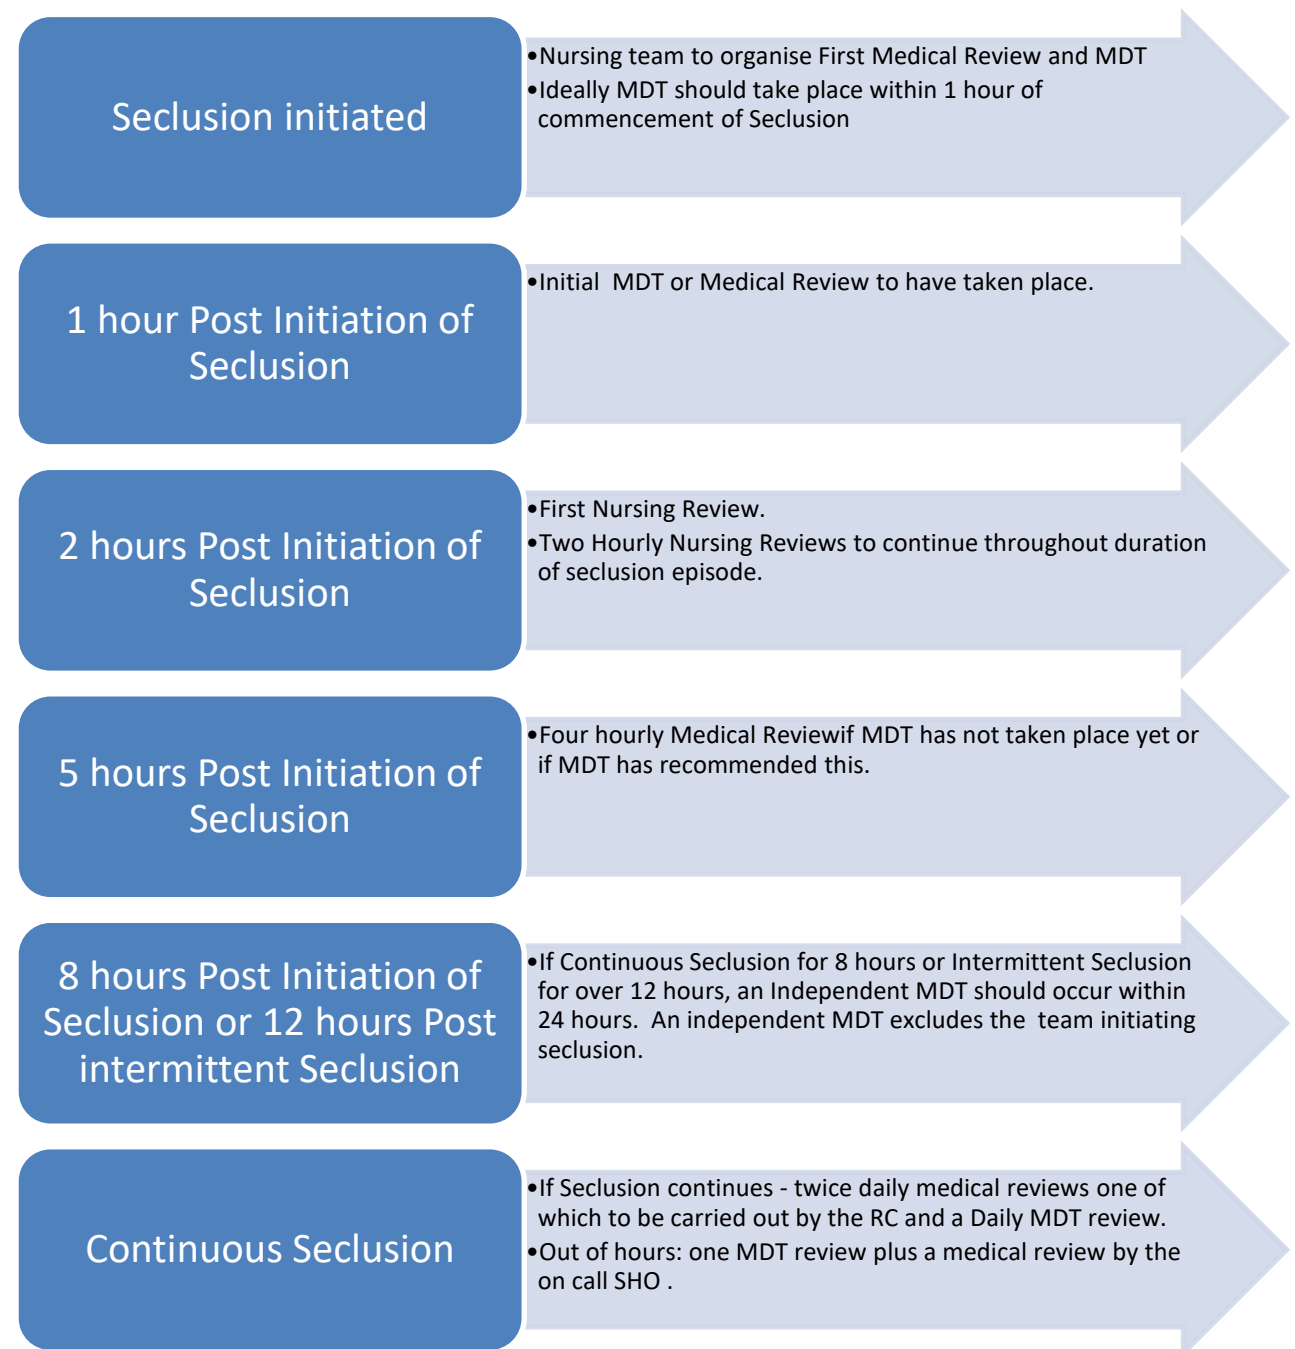 Seclusion initiated
•Nursing team to organise First Medical Review and MDT
•Ideally MDT should take place within 1 hour of
commencement of Seclusion
1 hour Post Initiation of
Seclusion
•Initial  MDT or Medical Review to have taken place.
2 hours Post Initiation of
Seclusion
•First Nursing Review.
•Two Hourly Nursing Reviews to continue throughout duration
of seclusion episode.
5 hours Post Initiation of
Seclusion
•Four hourly Medical Reviewif MDT has not taken place yet or
if MDT has recommended this.
8 hours Post Initiation of
Seclusion or 12 hours Post
intermittent Seclusion
•If Continuous Seclusion for 8 hours or Intermittent Seclusion
for over 12 hours, an Independent MDT should occur within
24 hours.  An independent MDT excludes the  team initiating
seclusion.
Continuous Seclusion
•If Seclusion continues - twice daily medical reviews one of
which to be carried out by the RC and a Daily MDT review.
•Out of hours: one MDT review plus a medical review by the
on call SHO .